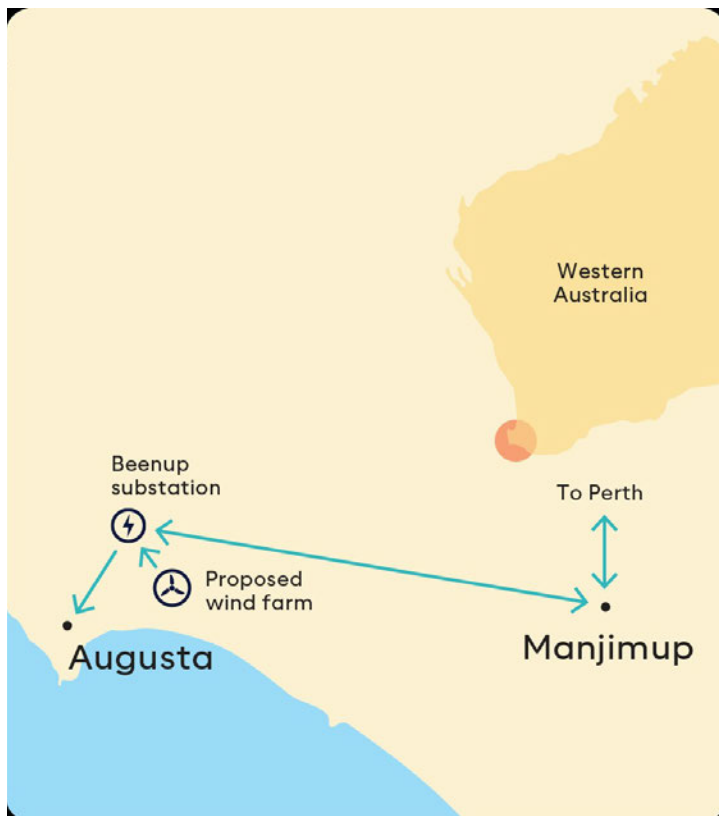 Western
Australia
Beenup
substation
To Perth
Proposed
wind farm
Augusta
Manjimup